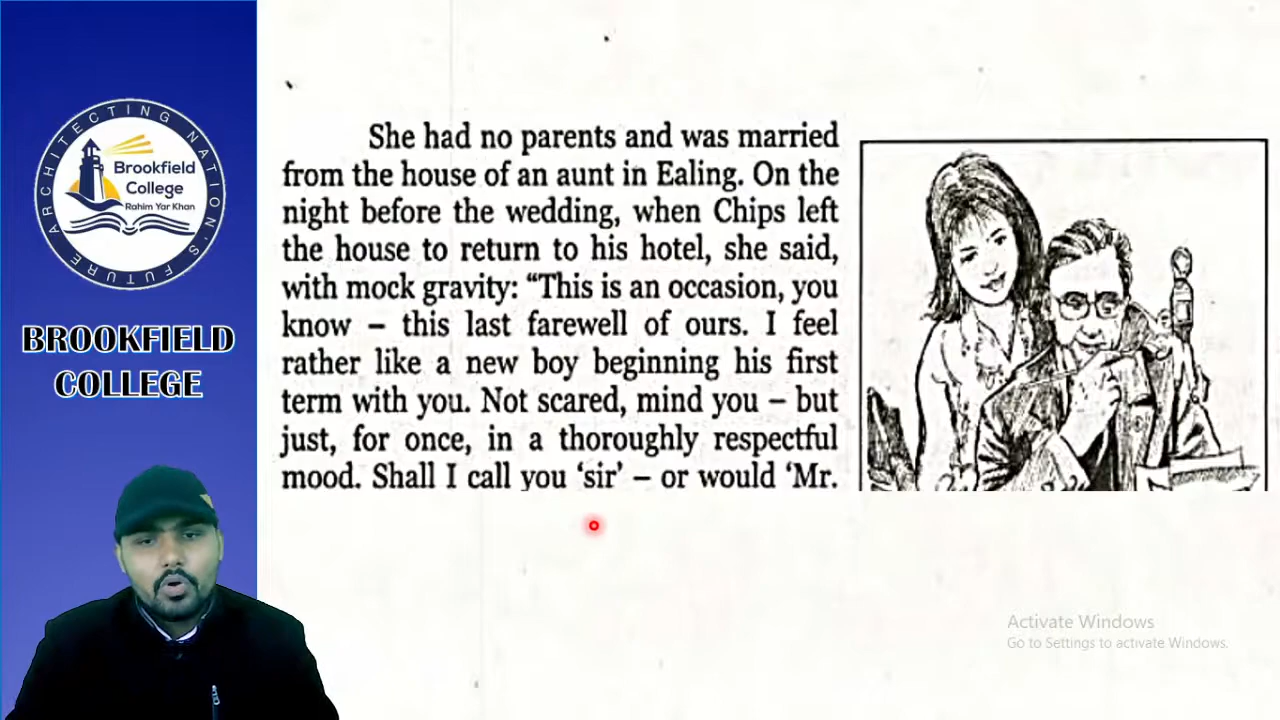 ARCHITECTING NATION'S FUTURE
Brookfield
College
Rahim Yar Khan
BROOKFIELD
COLLEGE
She had no parents and was married
from the house of an aunt in Ealing. On the
night before the wedding, when Chips left
the house to return to his hotel, she said,
with mock gravity: “This is an occasion, you
know – this last farewell of ours. I feel
rather like a new boy beginning his first
term with you. Not scared, mind you – but
just, for once, in a thoroughly respectful
mood. Shall I call you ‘sir’ – or would ‘Mr.
Activate Windows
Go to Settings to activate Windows.